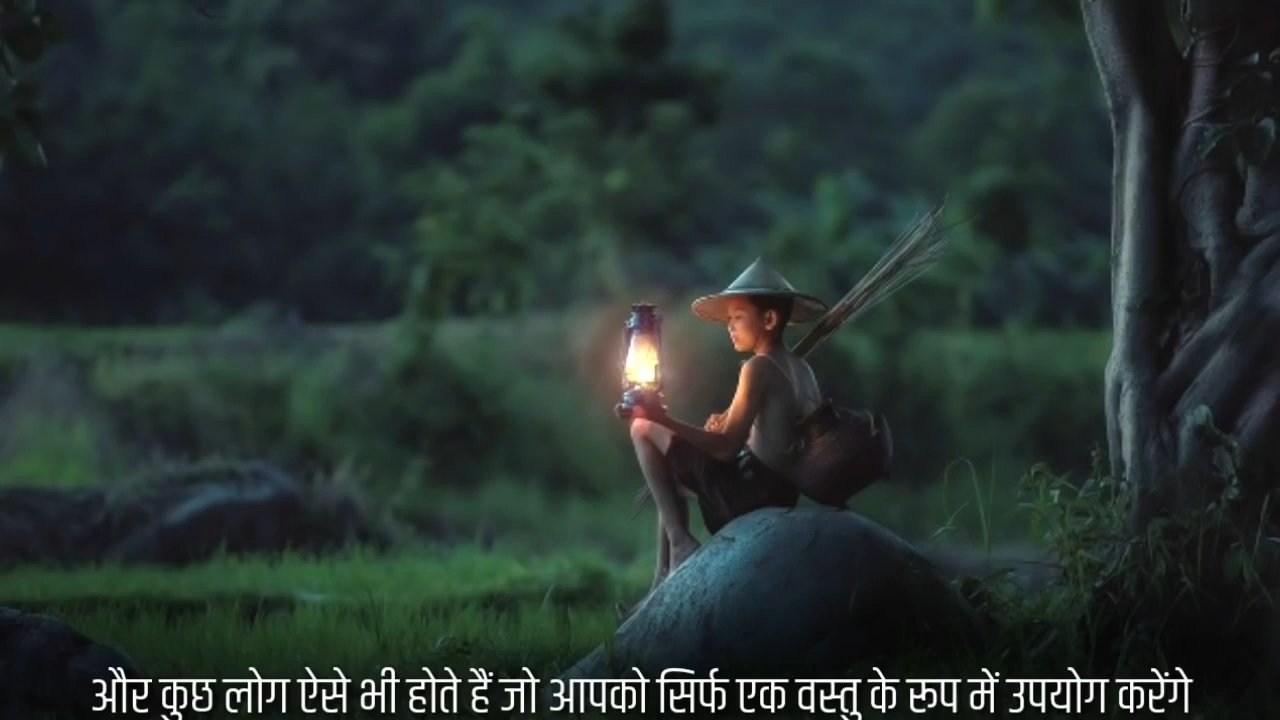 और कुछ लोग ऐसे भी होते हैं जो आपको सिर्फ एक वस्तु के रूप में उपयोग करेंगे